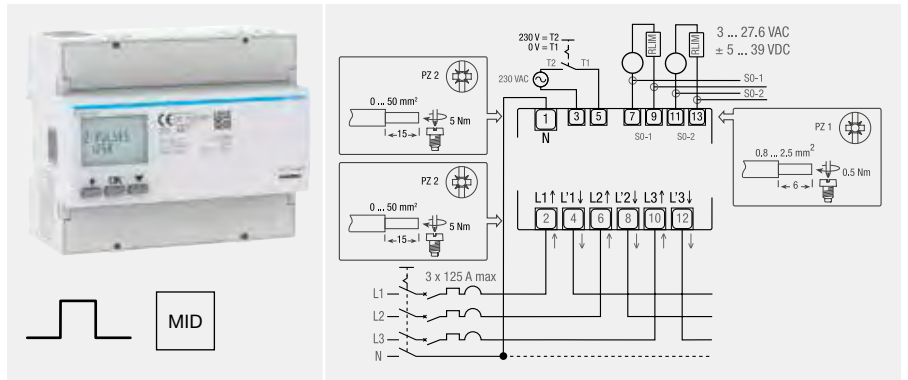 CE
OK
MID
PZ 2
0 ... 50 mm²
5 Nm
15
PZ 2
0 ... 50 mm²
5 Nm
15
230 V = T2
0 V = T1
T2
T1
230 VAC
RLIM
RLIM
3 ... 27.6 VAC
± 5 ... 39 VDC
S0-1
S0-2
1
3
5
7
9
11
13
N
S0-1
S0-2
PZ 1
0.8 ... 2.5 mm²
0.5 Nm
6
L1↑ L'1↓ L2↑ L'2↓ L3↑ L'3↓
2
4
6
8
10
12
3 x 125 A max
L1
L2
L3
N